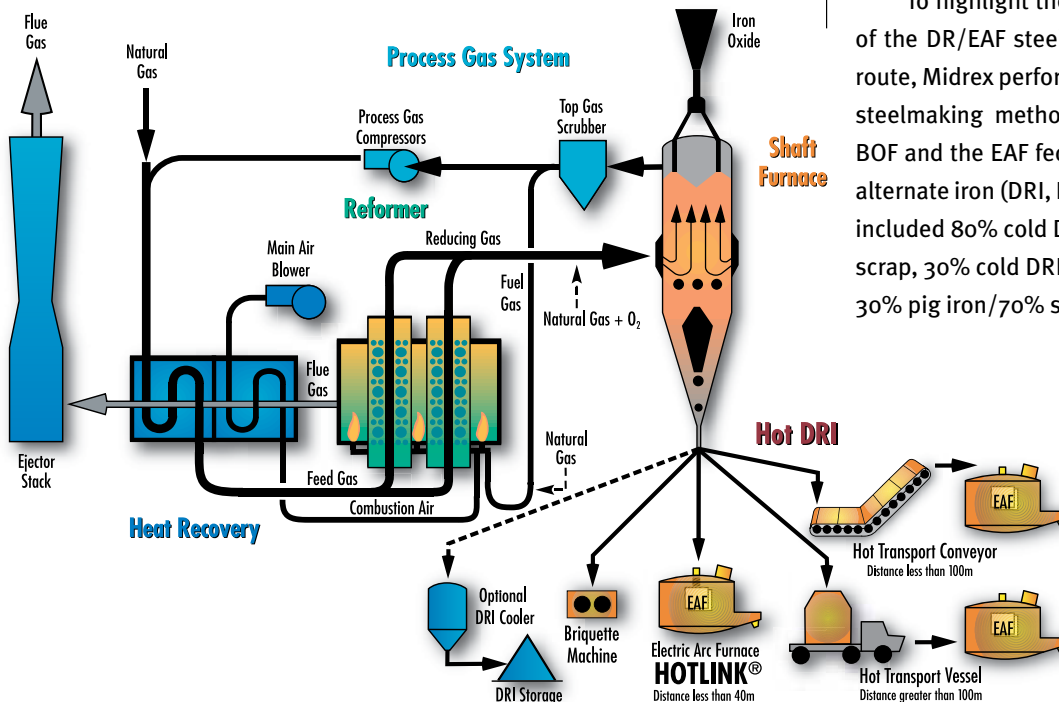 Flue
Gas
Natural
Gas
Process Gas System
Iron
Oxide
Process Gas
Compressors
Top Gas
Scrubber
Shaft
Furnace
Reformer
Main Air
Blower
Reducing Gas
Fuel
Gas
Natural Gas + O₂
Flue
Gas
Ejector
Stack
Feed Gas
Combustion Air
Natural
Gas
Heat Recovery
Hot DRI
EAF
Hot Transport Conveyor
Distance less than 100m
Optional
DRI Cooler
DRI Storage
Briquette
Machine
EAF
Electric Arc Furnace
HOTLINK®
Distance less than 40m
EAF
Hot Transport Vessel
Distance greater than 100m
To highlight the
of the DR/EAF stee
route, Midrex perfor
steelmaking metho
BOF and the EAF fe
alternate iron (DRI,
included 80% cold D
scrap, 30% cold DRI
30% pig iron/70% s